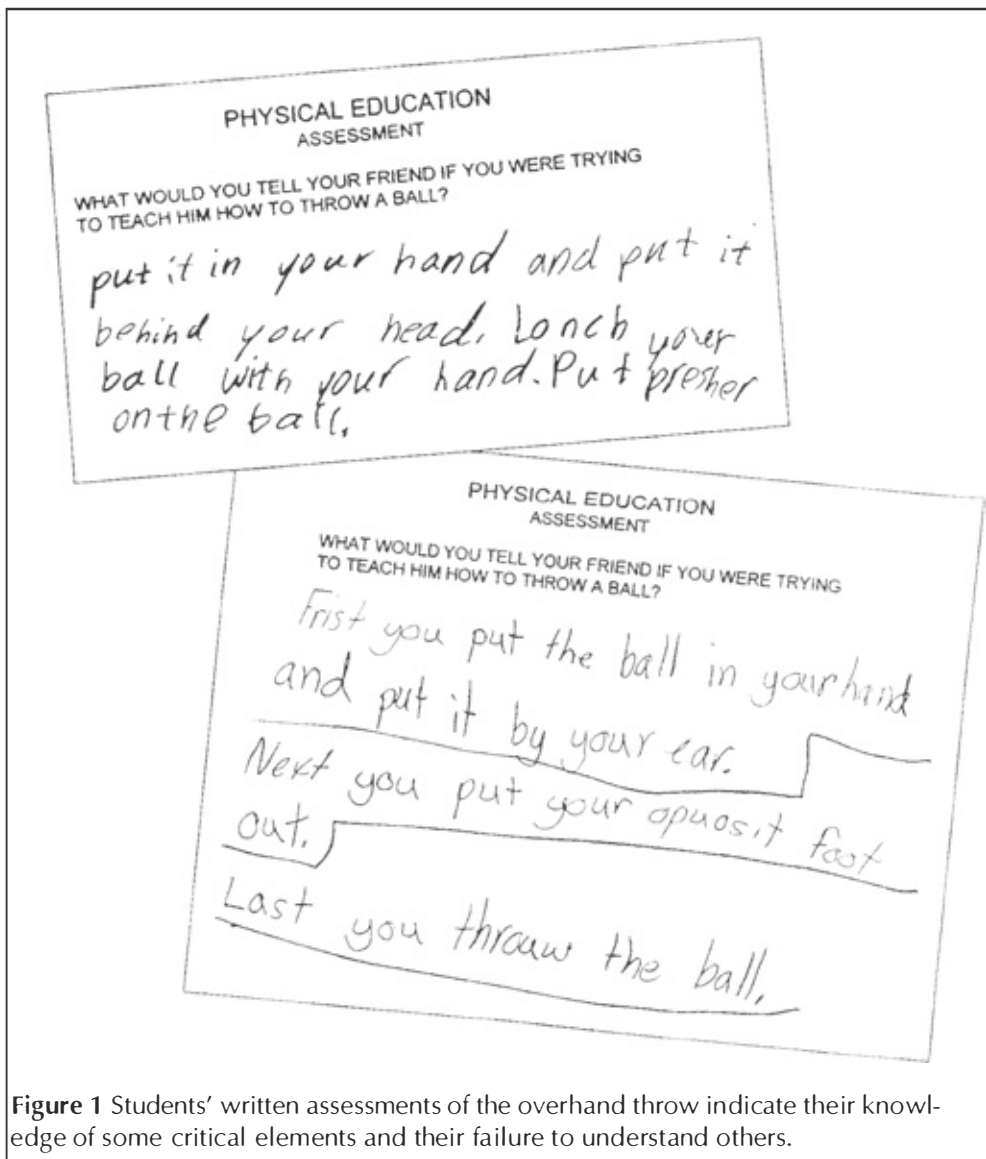 PHYSICAL EDUCATION
ASSESSMENT
WHAT WOULD YOU TELL YOUR FRIEND IF YOU WERE TRYING
TO TEACH HIM HOW TO THROW A BALL?
put it in your hand and put it
behind your head. Lonch your
ball with your hand. Put presher
on the ball.
PHYSICAL EDUCATION
ASSESSMENT
WHAT WOULD YOU TELL YOUR FRIEND IF YOU WERE TRYING
TO TEACH HIM HOW TO THROW A BALL?
Frist you put the ball in your hand
and put it by your ear.
Next you put your opuosit foot
out.
Last you throuw the ball.
Figure 1 Students' written assessments of the overhand throw indicate their knowl-
edge of some critical elements and their failure to understand others.